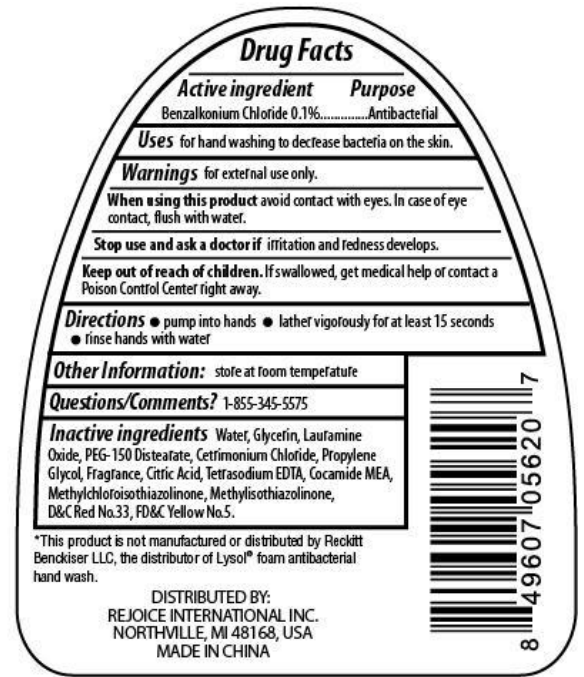 Drug Facts
Active ingredient Purpose
Benzalkonium Chloride 0.1%...............Antibacterial
Uses for hand washing to decrease bacteria on the skin.
Warnings for external use only.
When using this product avoid contact with eyes. In case of eye
contact, flush with water.
Stop use and ask a doctor if irritation and redness develops.
Keep out of reach of children. If swallowed, get medical help or contact a
Poison Control Center right away.
Directions ● pump into hands ● lather vigorously for at least 15 seconds
● rinse hands with water
Other Information: store at room temperature
Questions/Comments? 1-855-345-5575
Inactive ingredients Water, Glycerin, Lauramine
Oxide, PEG-150 Distearate, Cetrimonium Chloride, Propylene
Glycol, Fragrance, Citric Acid, Tetrasodium EDTA, Cocamide MEA,
Methylchloroisothiazolinone, Methylisothiazolinone,
D&C Red No.33, FD&C Yellow No.5.
*This product is not manufactured or distributed by Reckitt
Benckiser LLC, the distributor of Lysol® foam antibacterial
hand wash.
DISTRIBUTED BY:
REJOICE INTERNATIONAL INC.
NORTHVILLE, MI 48168, USA
MADE IN CHINA
8 49607 05620 7